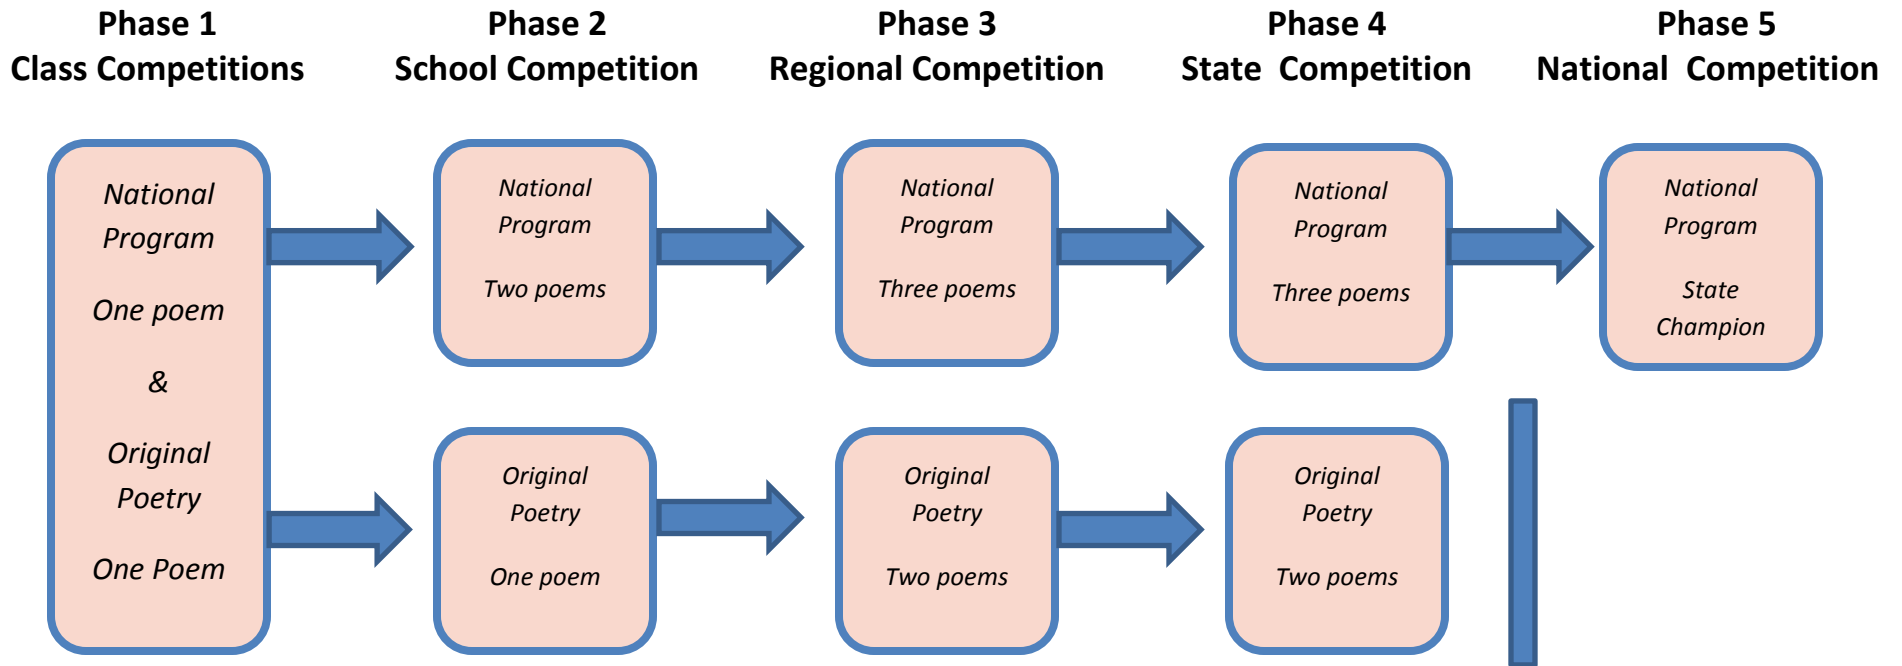 Phase 1
Class Competitions
Phase 2
School Competition
Phase 3
Regional Competition
Phase 4
State Competition
Phase 5
National Competition
National
Program
One poem
&
Original
Poetry
One Poem
National
Program
Two poems
National
Program
Three poems
National
Program
Three poems
National
Program
State
Champion
Original
Poetry
One poem
Original
Poetry
Two poems
Original
Poetry
Two poems